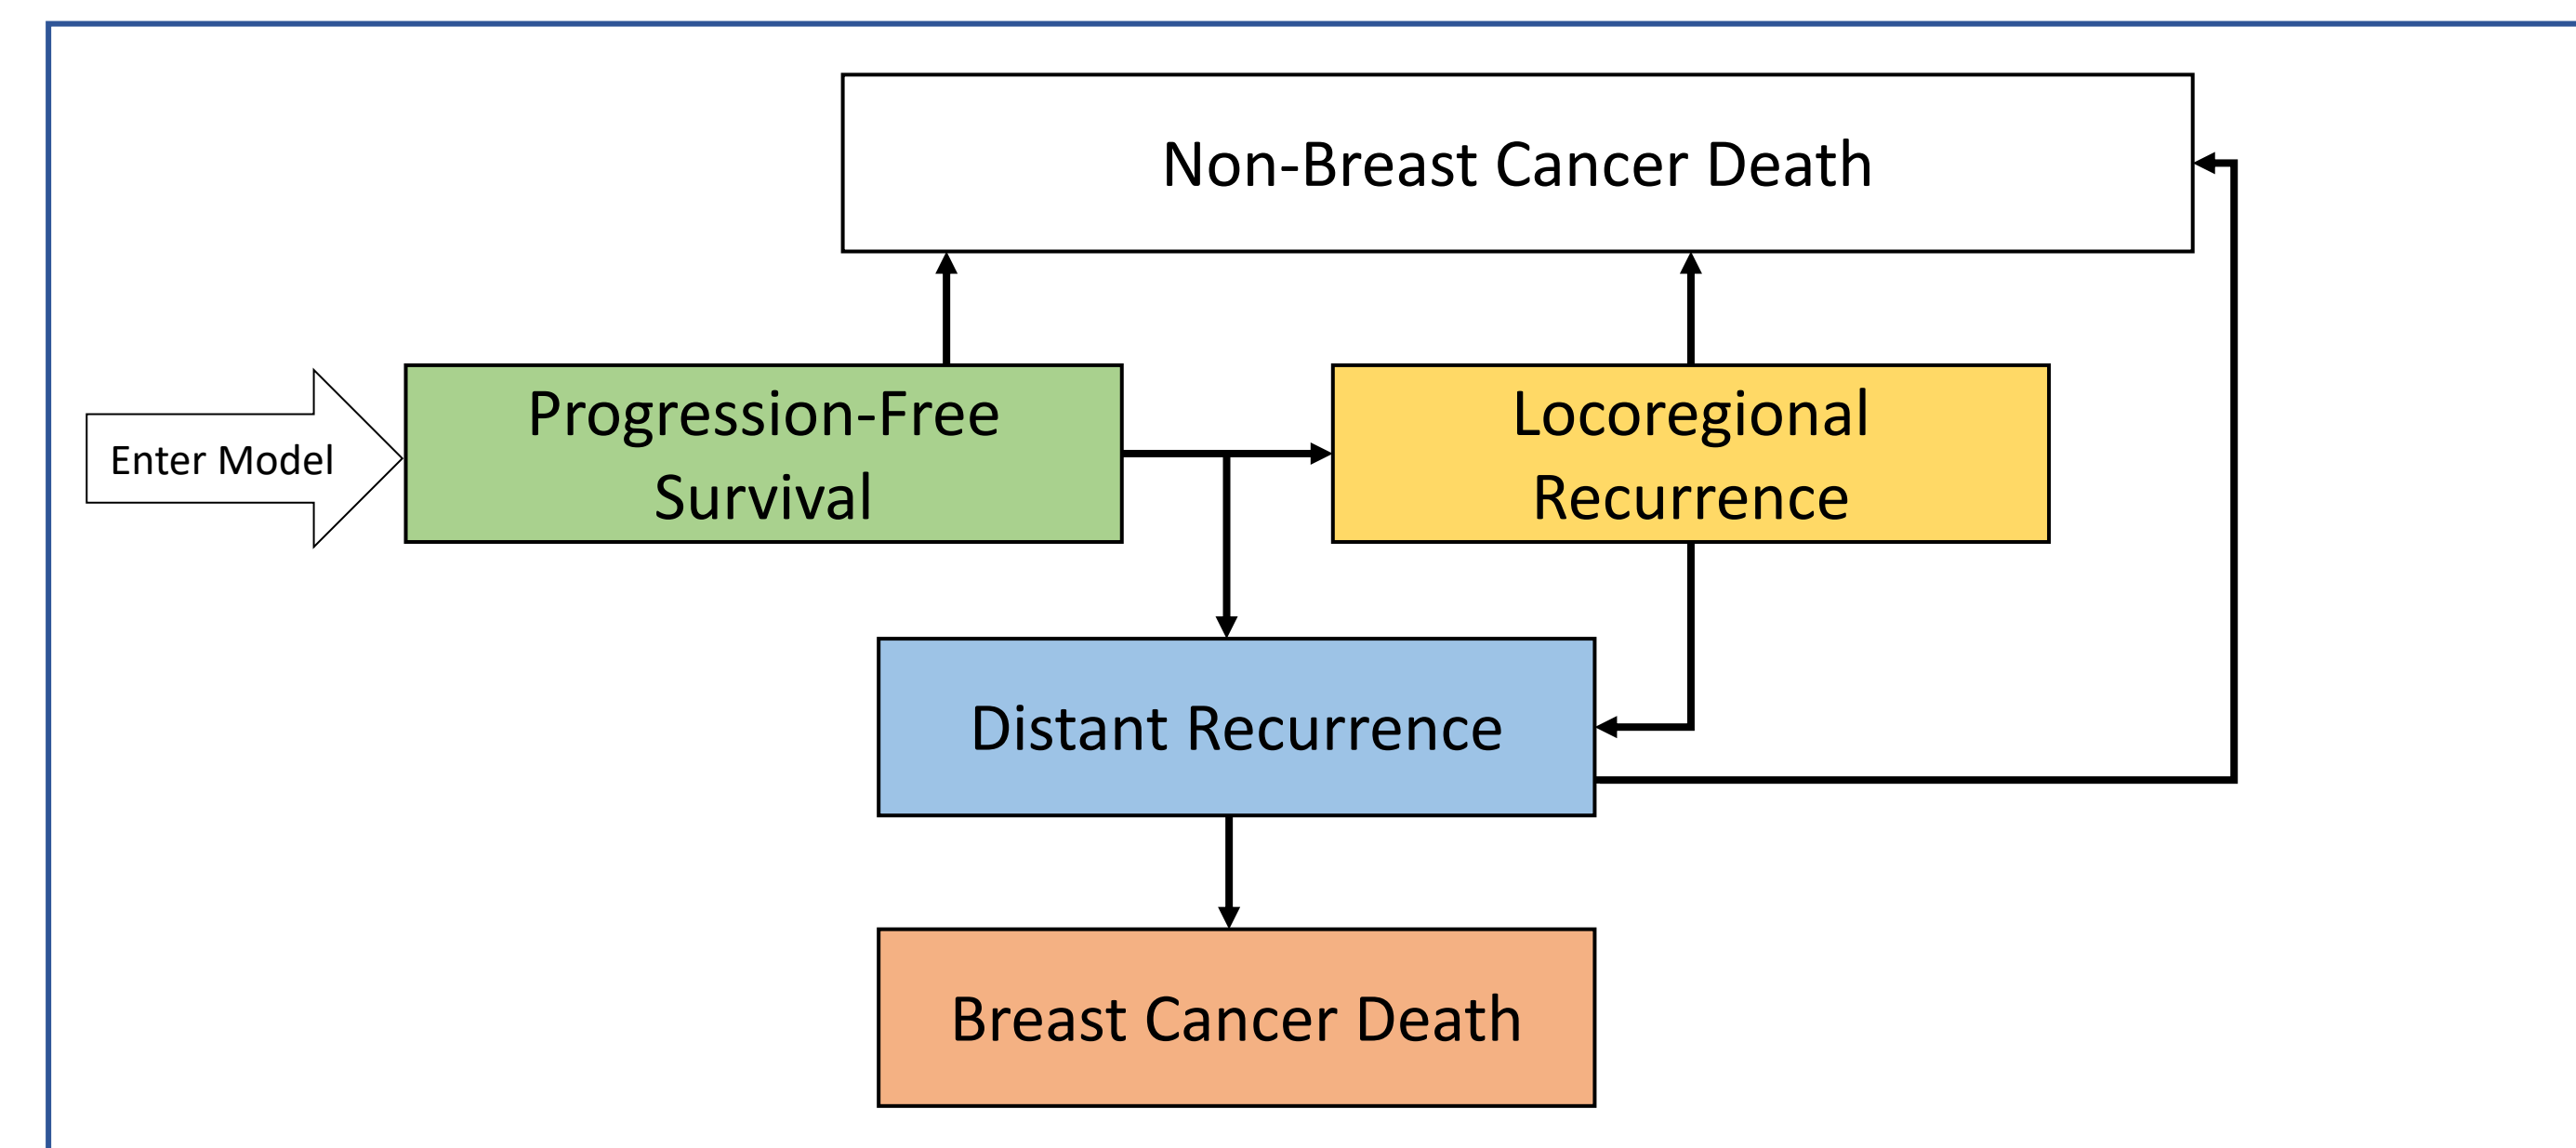 Non-Breast Cancer Death
Enter Model
Progression-Free
Survival
Locoregional
Recurrence
Distant Recurrence
Breast Cancer Death